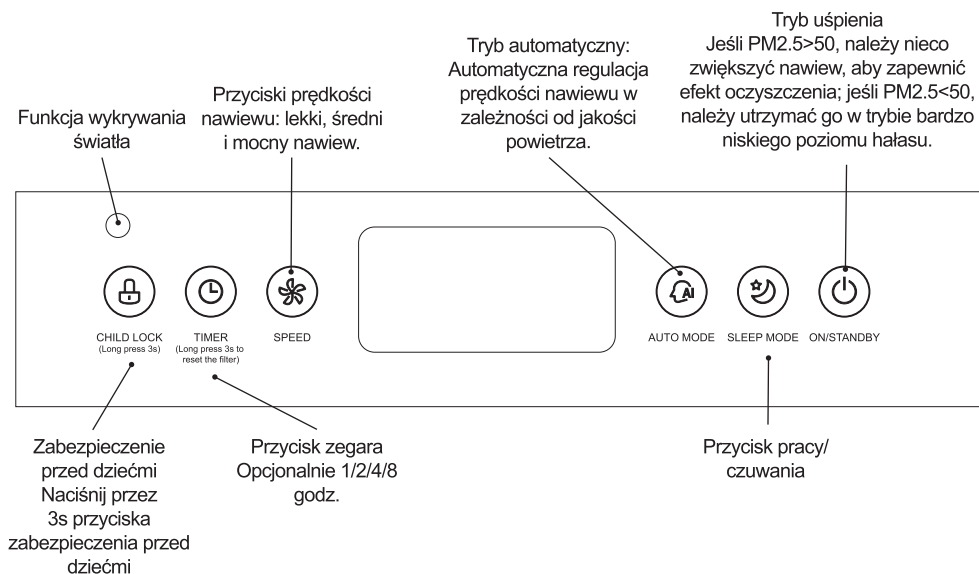 Funkcja wykrywania
światła
Przyciski prędkości
nawiewu: lekki, średni
i mocny nawiew.
Tryb automatyczny:
Automatyczna regulacja
prędkości nawiewu w
zależności od jakości
powietrza.
Tryb uśpienia
Jeśli PM2.5>50, należy nieco
zwiększyć nawiew, aby zapewnić
efekt oczyszczenia; jeśli PM2.5<50,
należy utrzymać go w trybie bardzo
niskiego poziomu hałasu.
AI
CHILD LOCK
(Long press 3s)
TIMER
(Long press 3s to
reset the filter)
SPEED
AUTO MODE
SLEEP MODE
ON/STANDBY
Zabezpieczenie
przed dziećmi
Naciśnij przez
3s przyciska
zabezpieczenia przed
dziećmi
Przycisk zegara
Opcjonalnie 1/2/4/8
godz.
Przycisk pracy/
czuwania